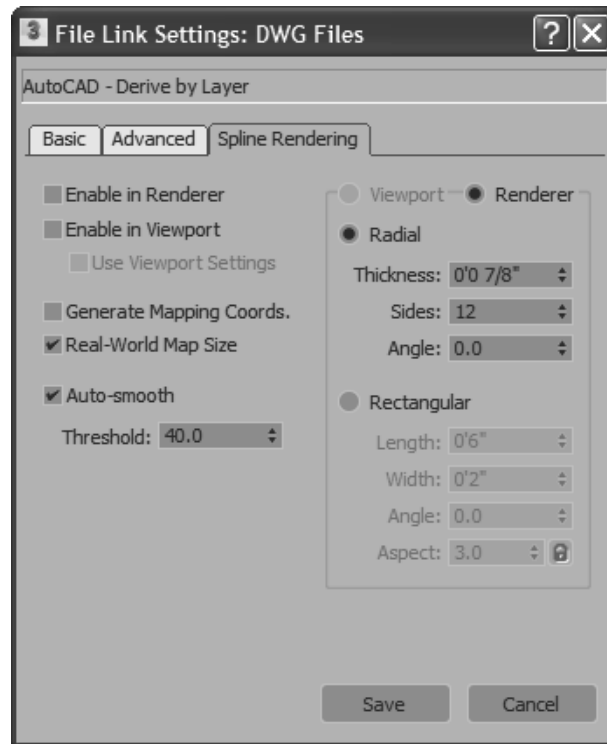 3 File Link Settings: DWG Files ?
AutoCAD - Derive by Layer
Basic Advanced Spline Rendering
Enable in Renderer
Enable in Viewport
Use Viewport Settings
Generate Mapping Coords.
Real-World Map Size
Auto-smooth
Threshold: 40.0
Viewport Renderer
Radial
Thickness: 0'0 7/8"
Sides: 12
Angle: 0.0
Rectangular
Length: 0'6"
Width: 0'2"
Angle: 0.0
Aspect: 3.0
Save Cancel